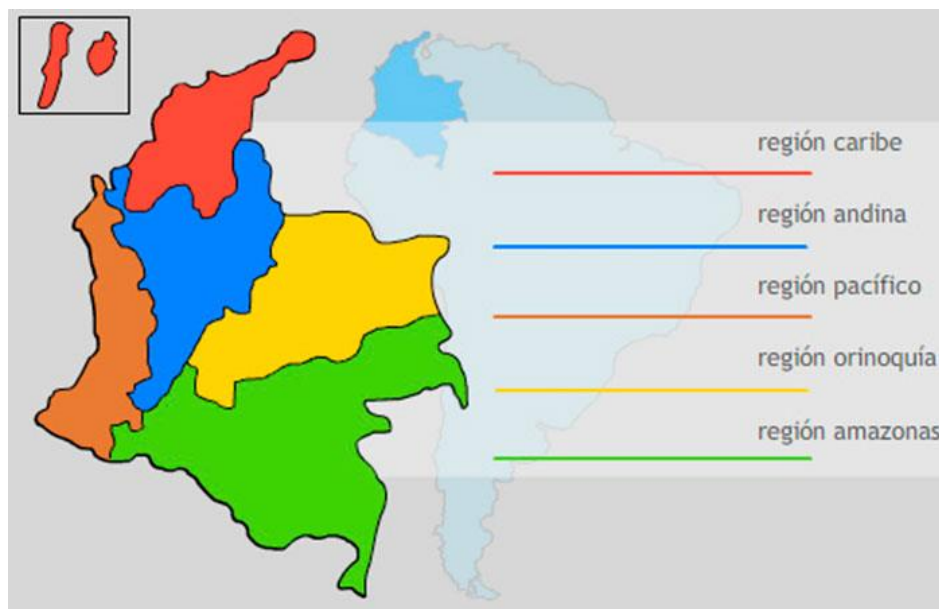 región caribe
región andina
región pacífico
región orinoquía
región amazonas